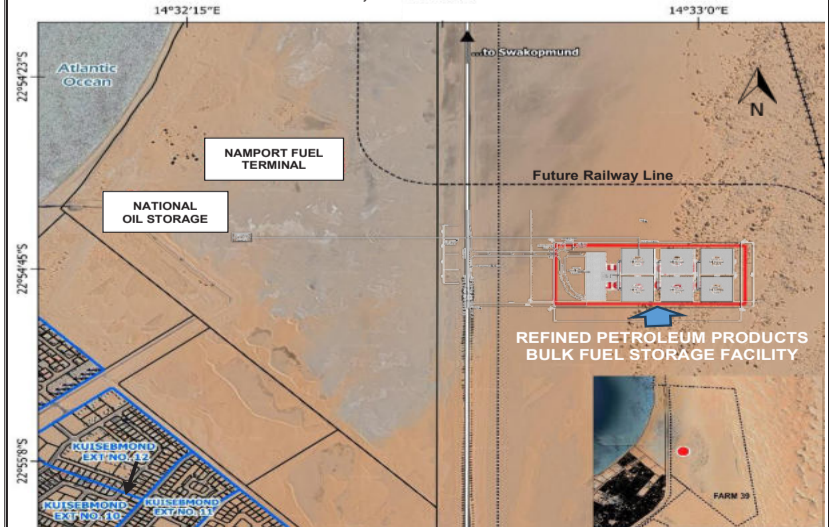 14°32'15"E
14°33'0"E
22°54'23"S
Atlantic
Ocean
to Swakopmund
N
NAMPORT FUEL
TERMINAL
Future Railway Line
NATIONAL
OIL STORAGE
22°54'45"S
REFINED PETROLEUM PRODUCTS
BULK FUEL STORAGE FACILITY
22°55'8"S
KUISEBMOND
EXT NO. 12
KUISEBMOND
EXT NO. 10
KUISEBMOND
EXT NO. 11
FARM 39